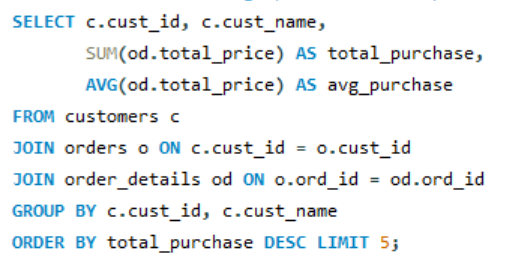 SELECT c.cust_id, c.cust_name,
SUM(od.total_price) AS total_purchase,
AVG(od.total_price) AS avg_purchase
FROM customers c
JOIN orders o ON c.cust_id = o.cust_id
JOIN order_details od ON o.ord_id = od.ord_id
GROUP BY c.cust_id, c.cust_name
ORDER BY total_purchase DESC LIMIT 5;